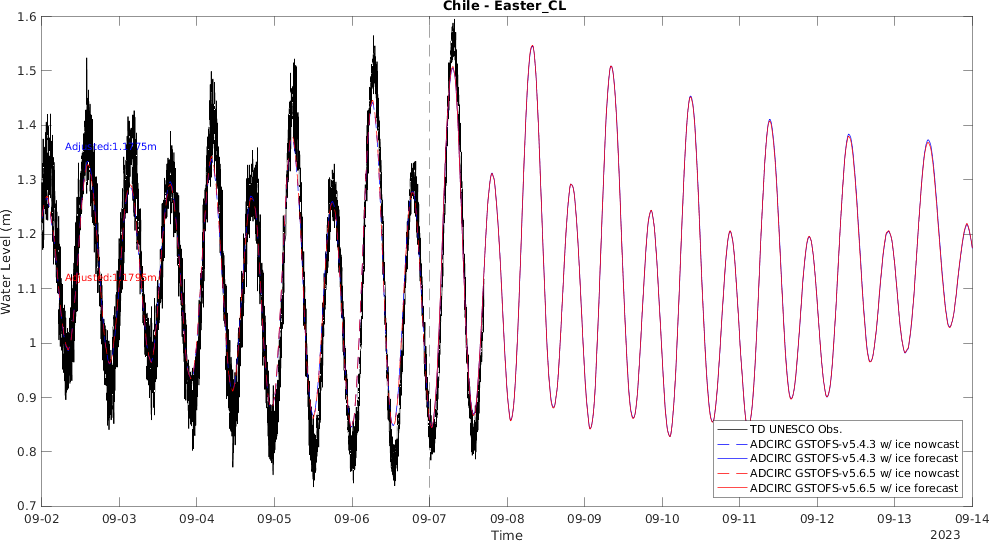 Chile - Easter_CL
Water Level (m)
1.6
1.5
1.4
1.3
1.2
1.1
1
0.9
0.8
0.7
Adjusted:1.1775m
Adjusted:1.1796m
TD UNESCO Obs.
ADCIRC GSTOFS-v5.4.3 w/ ice nowcast
ADCIRC GSTOFS-v5.4.3 w/ ice forecast
ADCIRC GSTOFS-v5.6.5 w/ ice nowcast
ADCIRC GSTOFS-v5.6.5 w/ ice forecast
09-02 09-03 09-04 09-05 09-06 09-07 09-08 09-09 09-10 09-11 09-12 09-13 09-14
Time
2023